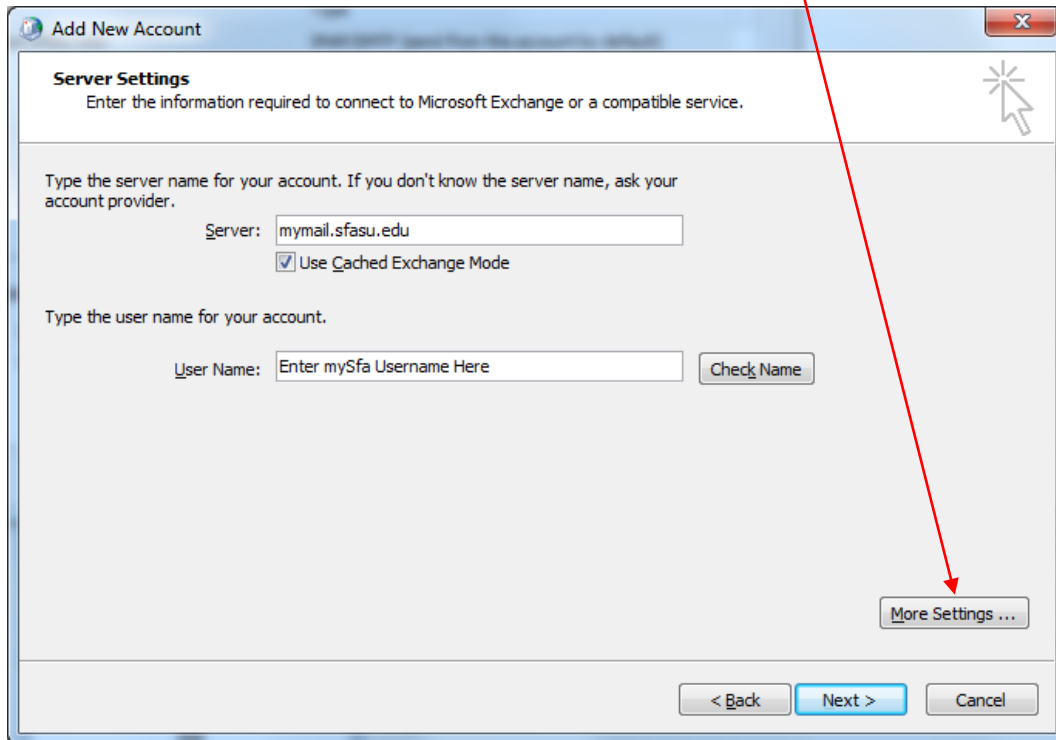 Add New Account
Server Settings
Enter the information required to connect to Microsoft Exchange or a compatible service.
Type the server name for your account. If you don't know the server name, ask your
account provider.
Server: mymail.sfasu.edu
Use Cached Exchange Mode
Type the user name for your account.
User Name: Enter mySfa Username Here Check Name
More Settings ...
< Back Next > Cancel